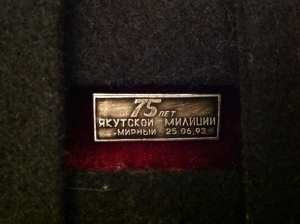 75 ЛЕТ
ЯКУТСКОЙ МИЛИЦИИ
Г.МИРНЫЙ 25.06.93